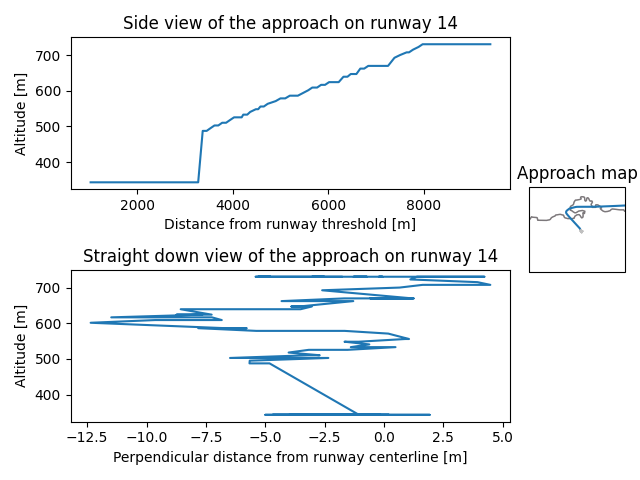 Side view of the approach on runway 14
700
600
500
400
Altitude [m]
2000 4000 6000 8000
Distance from runway threshold [m]
Approach map
Straight down view of the approach on runway 14
700
600
500
400
Altitude [m]
−12.5 −10.0 −7.5 −5.0 −2.5 0.0 2.5 5.0
Perpendicular distance from runway centerline [m]